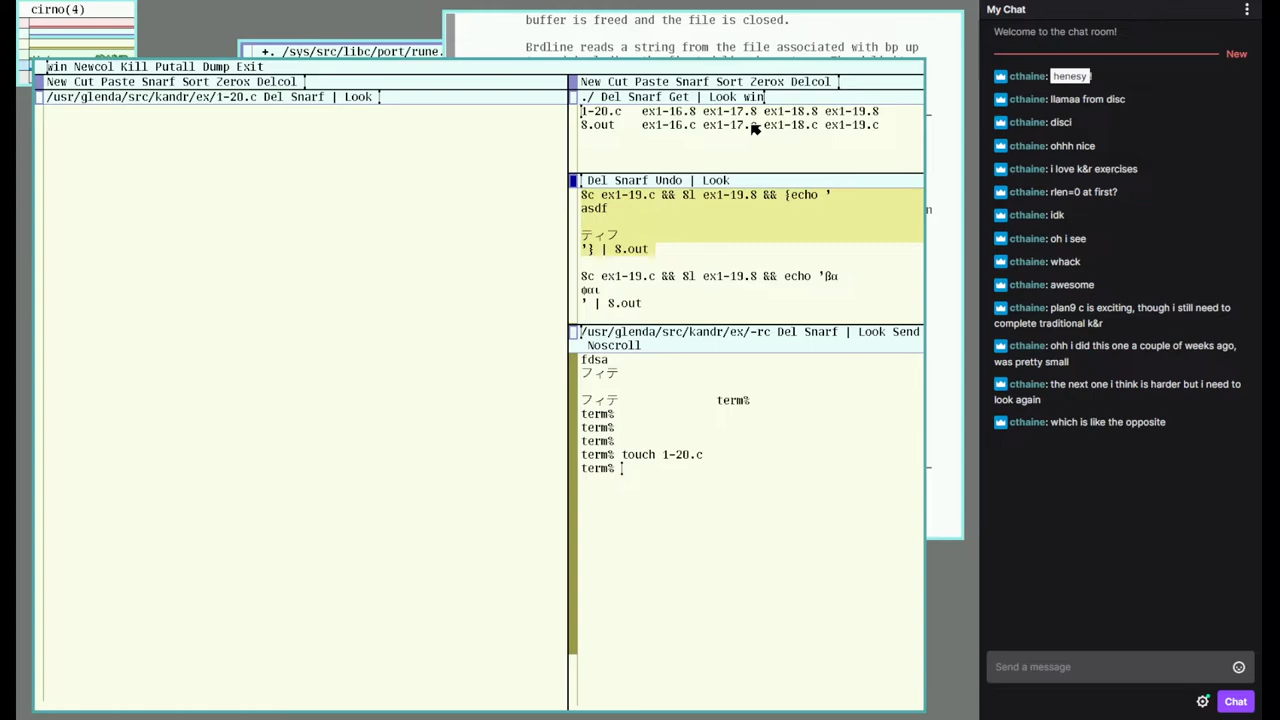 cirno(4)
+. /sys/src/libc/port/rune.
buffer is freed and the file is closed.
Brdline reads a string from the file associated with bp up
win Newcol Kill Putall Dump Exit
New Cut Paste Snarf Sort Zerox Delcol
/usr/glenda/src/kandr/ex/1-20.c Del Snarf | Look
New Cut Paste Snarf Sort Zerox Delcol
./ Del Snarf Get | Look win
1-20.c ex1-16.8 ex1-17.8 ex1-18.8 ex1-19.8
8.out ex1-16.c ex1-17.c ex1-18.c ex1-19.c
Del Snarf Undo | Look
8c ex1-19.c && 8l ex1-19.8 && {echo '
asdf
ティフ
'} | 8.out
8c ex1-19.c && 8l ex1-19.8 && echo 'βα
φαι
' | 8.out
/usr/glenda/src/kandr/ex/-rc Del Snarf | Look Send
Noscroll
fdsa
フィテ
フィテ term%
term%
term%
term%
term% touch 1-20.c
term%
n
My Chat
Welcome to the chat room!
New
cthaine: henesy
cthaine: llamaa from disc
cthaine: disci
cthaine: ohhh nice
cthaine: i love k&r exercises
cthaine: rlen=0 at first?
cthaine: idk
cthaine: oh i see
cthaine: whack
cthaine: awesome
cthaine: plan9 c is exciting, though i still need to
complete traditional k&r
cthaine: ohh i did this one a couple of weeks ago,
was pretty small
cthaine: the next one i think is harder but i need to
look again
cthaine: which is like the opposite
Send a message
Chat